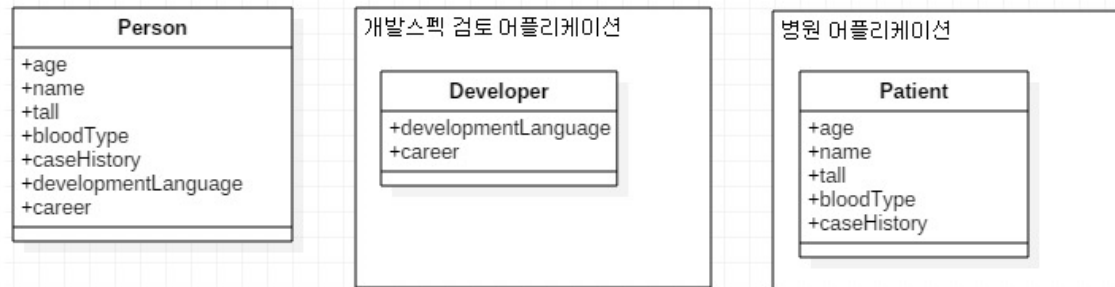 Person
+age
+name
+tall
+bloodType
+caseHistory
+developmentLanguage
+career
개발스펙 검토 어플리케이션
Developer
+developmentLanguage
+career
병원 어플리케이션
Patient
+age
+name
+tall
+bloodType
+caseHistory